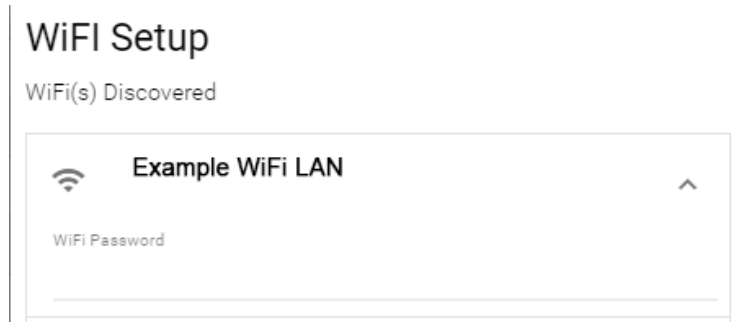 WiFI Setup
WiFi(s) Discovered
Example WiFi LAN
WiFi Password